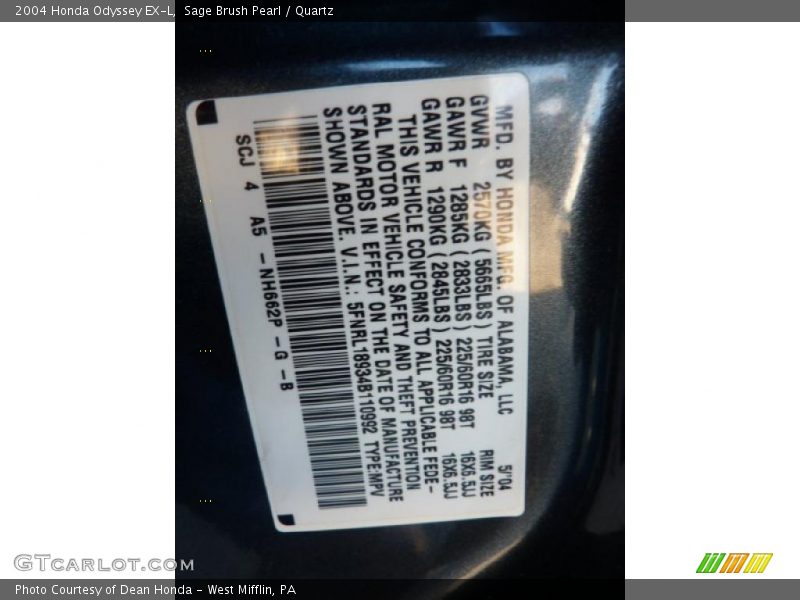 2004 Honda Odyssey EX-L, Sage Brush Pearl / Quartz
MFD. BY HONDA MFG. OF ALABAMA, LLC 5/'04
GVWR 2570KG ( 5665LBS ) TIRE SIZE RIM SIZE
GAWR F 1285KG ( 2833LBS ) 225/60R16 98T 16X6.5JJ
GAWR R 1290KG ( 2845LBS ) 225/60R16 98T 16X6.5JJ
THIS VEHICLE CONFORMS TO ALL APPLICABLE FEDE-
RAL MOTOR VEHICLE SAFETY AND THEFT PREVENTION
STANDARDS IN EFFECT ON THE DATE OF MANUFACTURE
SHOWN ABOVE. V.I.N.: 5FNRL18934B110992 TYPE:MPV
SCJ 4 A5 -NH662P -G -B
GTCARLOT.COM
Photo Courtesy of Dean Honda - West Mifflin, PA